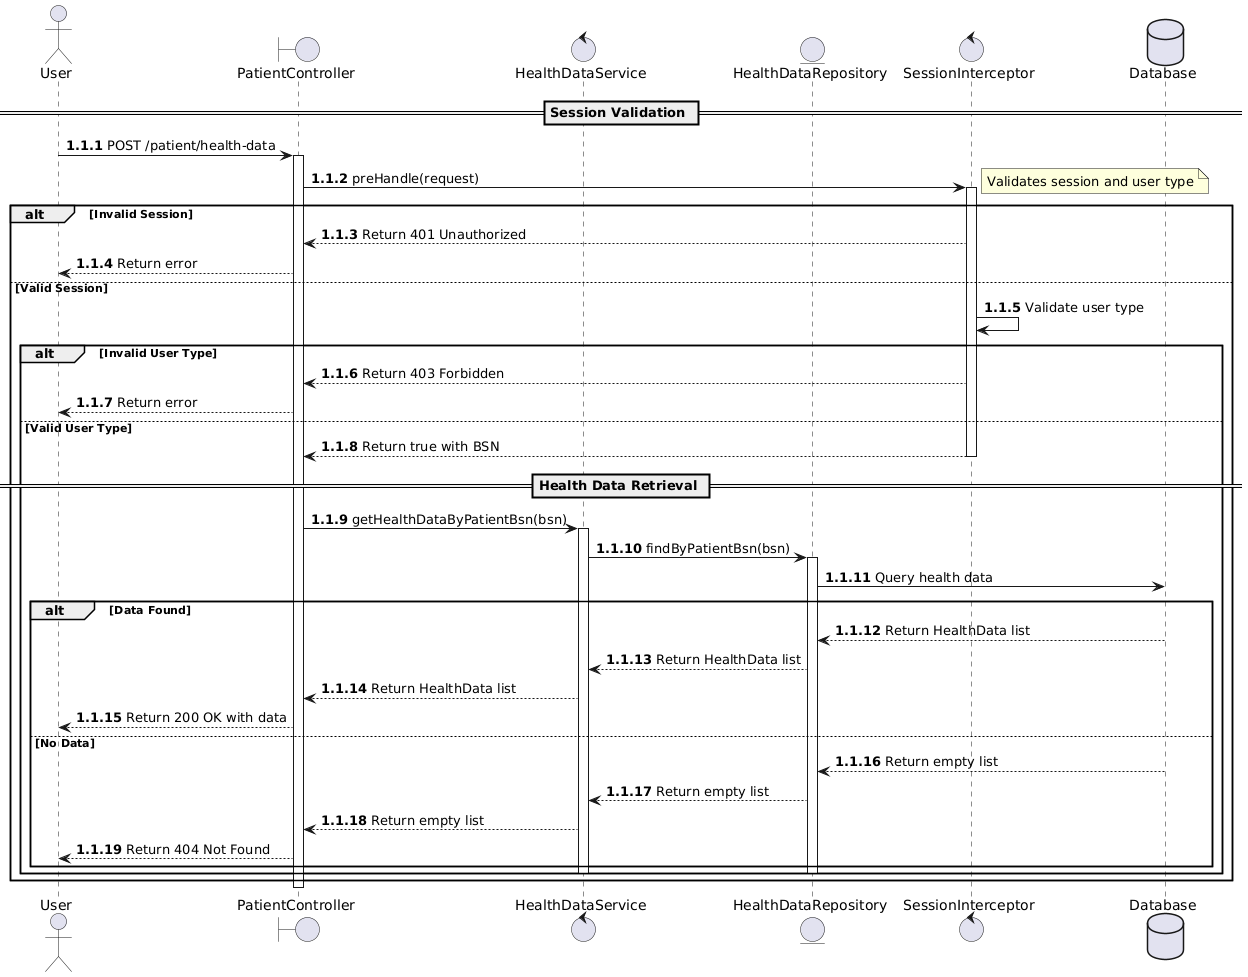 User
PatientController
HealthDataService
HealthDataRepository
SessionInterceptor
Database
Session Validation
1.1.1 POST /patient/health-data
1.1.2 preHandle(request)
Validates session and user type
alt [Invalid Session]
1.1.3 Return 401 Unauthorized
1.1.4 Return error
[Valid Session]
1.1.5 Validate user type
alt [Invalid User Type]
1.1.6 Return 403 Forbidden
1.1.7 Return error
[Valid User Type]
1.1.8 Return true with BSN
Health Data Retrieval
1.1.9 getHealthDataByPatientBsn(bsn)
1.1.10 findByPatientBsn(bsn)
1.1.11 Query health data
alt [Data Found]
1.1.12 Return HealthData list
1.1.13 Return HealthData list
1.1.14 Return HealthData list
1.1.15 Return 200 OK with data
[No Data]
1.1.16 Return empty list
1.1.17 Return empty list
1.1.18 Return empty list
1.1.19 Return 404 Not Found
User
PatientController
HealthDataService
HealthDataRepository
SessionInterceptor
Database